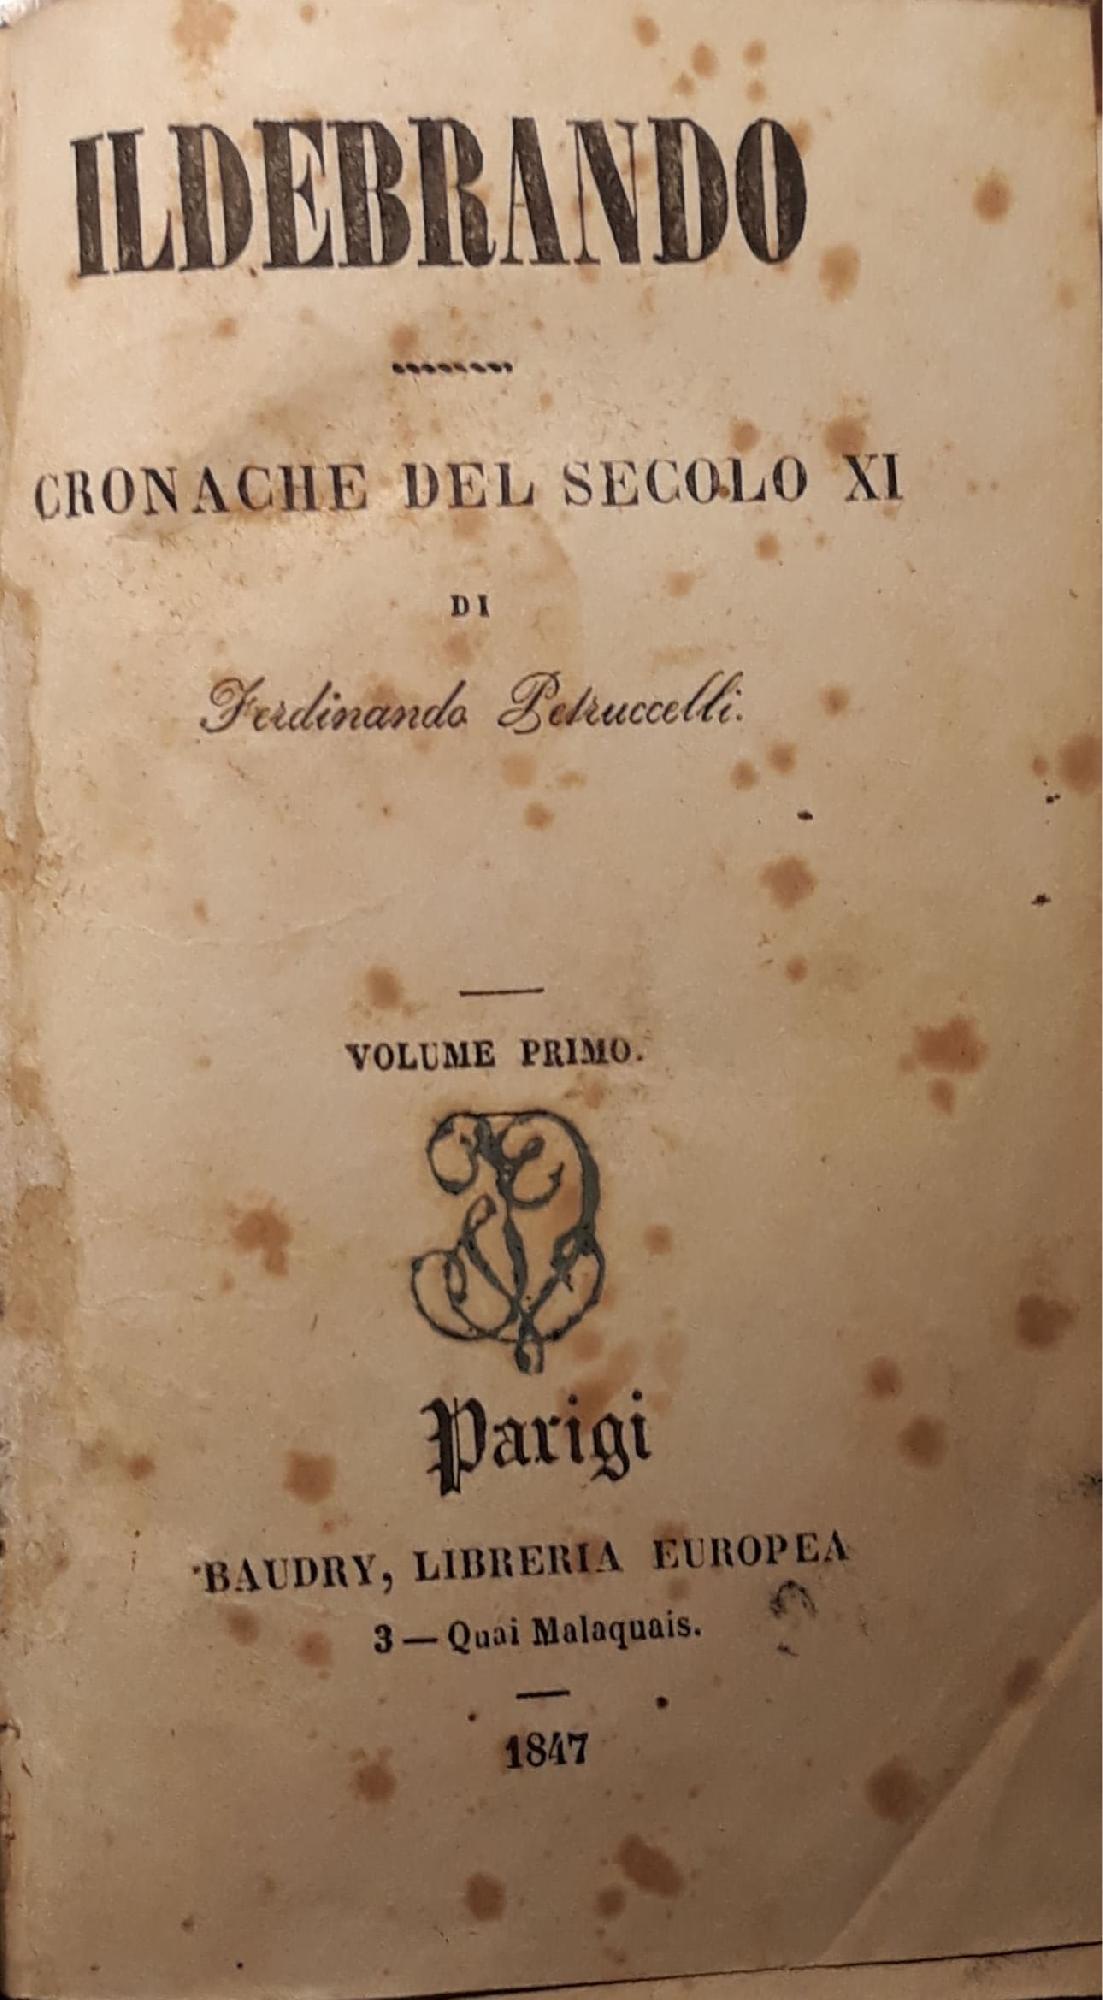 ILDEBRANDO
CRONACHE DEL SECOLO XI
DI
Ferdinando Petruccelli.
VOLUME PRIMO.
Parigi
BAUDRY, LIBRERIA EUROPEA
3 — Quai Malaquais.
1847